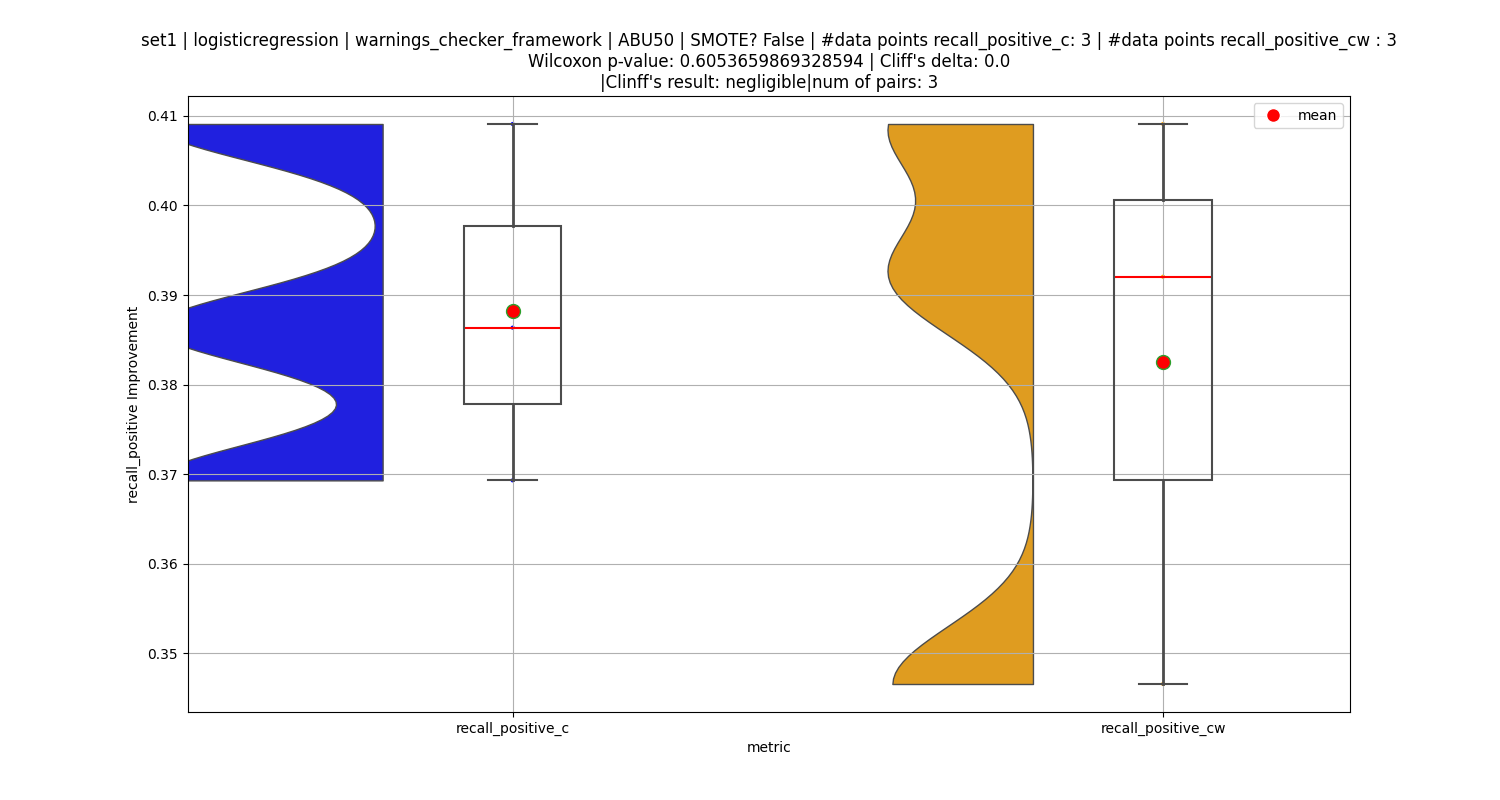 set1 | logisticregression | warnings_checker_framework | ABU50 | SMOTE? False | #data points recall_positive_c: 3 | #data points recall_positive_cw : 3
Wilcoxon p-value: 0.6053659869328594 | Cliff's delta: 0.0
|Clinff's result: negligible|num of pairs: 3
mean
0.41
0.40
0.39
0.38
0.37
0.36
0.35
recall_positive Improvement
recall_positive_c
recall_positive_cw
metric